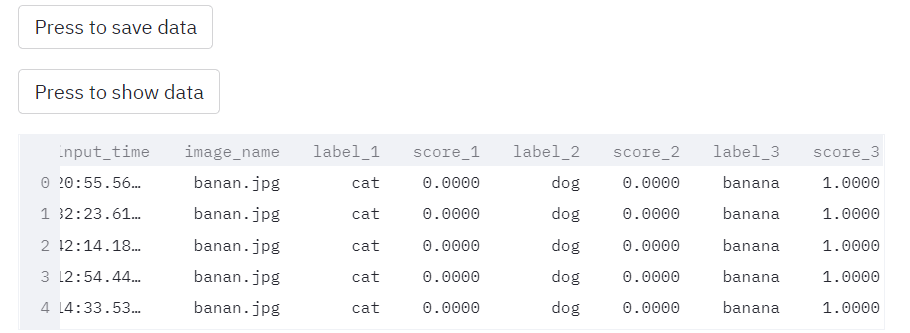 Press to save data
Press to show data
input_time image_name label_1 score_1 label_2 score_2 label_3 score_3
0 20:55.56… banan.jpg cat 0.0000 dog 0.0000 banana 1.0000
1 32:23.61… banan.jpg cat 0.0000 dog 0.0000 banana 1.0000
2 42:14.18… banan.jpg cat 0.0000 dog 0.0000 banana 1.0000
3 12:54.44… banan.jpg cat 0.0000 dog 0.0000 banana 1.0000
4 14:33.53… banan.jpg cat 0.0000 dog 0.0000 banana 1.0000